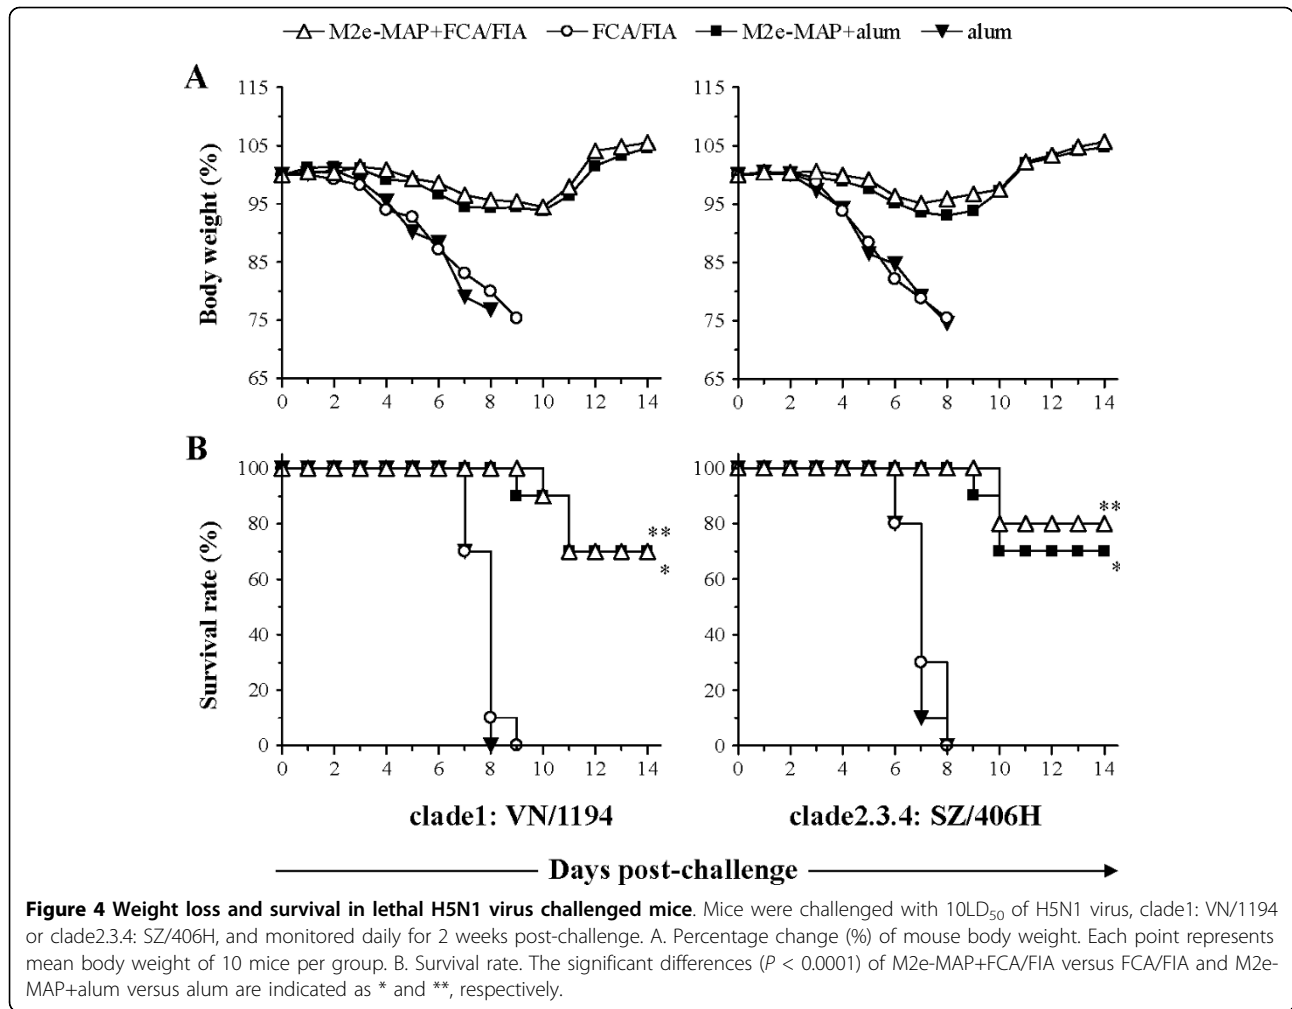 M2e-MAP+FCA/FIA FCA/FIA M2e-MAP+alum alum
A
Body weight (%)
115
105
95
85
75
65
0 2 4 6 8 10 12 14
115
105
95
85
75
65
0 2 4 6 8 10 12 14
B
Survival rate (%)
100
80
60
40
20
0
**
*
0 2 4 6 8 10 12 14
clade1: VN/1194
100
80
60
40
20
0
**
*
0 2 4 6 8 10 12 14
clade2.3.4: SZ/406H
Days post-challenge
Figure 4 Weight loss and survival in lethal H5N1 virus challenged mice. Mice were challenged with 10LD50 of H5N1 virus, clade1: VN/1194
or clade2.3.4: SZ/406H, and monitored daily for 2 weeks post-challenge. A. Percentage change (%) of mouse body weight. Each point represents
mean body weight of 10 mice per group. B. Survival rate. The significant differences (P < 0.0001) of M2e-MAP+FCA/FIA versus FCA/FIA and M2e-
MAP+alum versus alum are indicated as * and **, respectively.